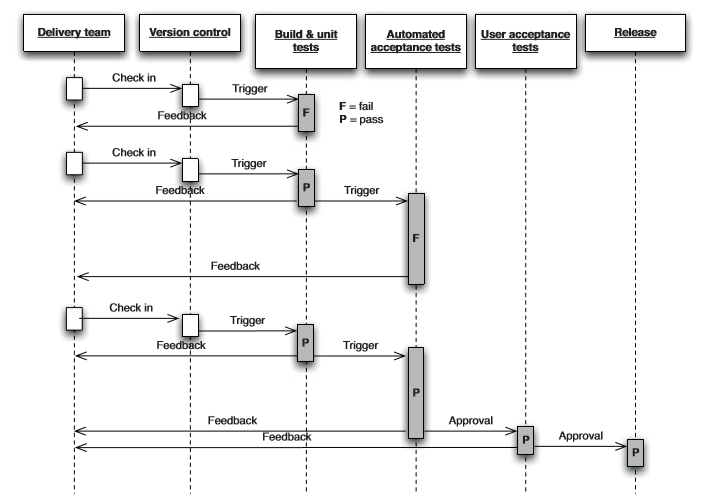 Delivery team
Version control
Build & unit
tests
Automated
acceptance tests
User acceptance
tests
Release
Check in
Trigger
F
Feedback
F = fail
P = pass
Check in
Trigger
P
Feedback
Trigger
F
Feedback
Check in
Trigger
P
Feedback
Trigger
P
Feedback
Approval
P
Feedback
Approval
P